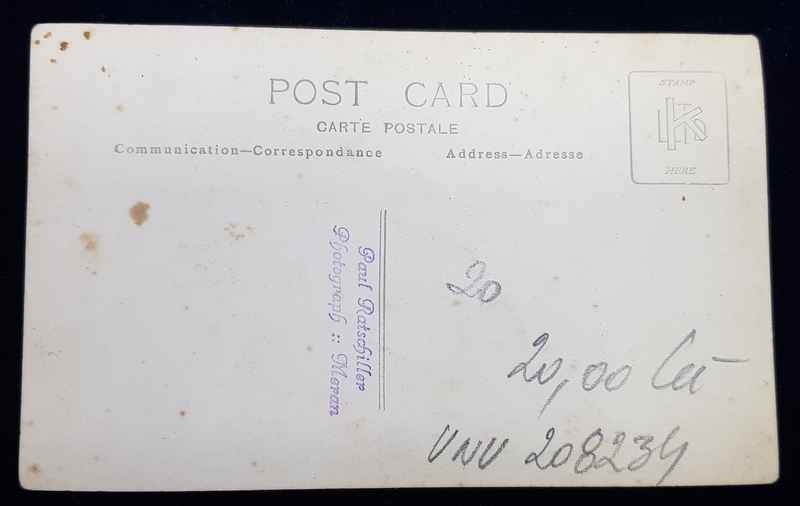 POST CARD
CARTE POSTALE
Communication—Correspondance
Address—Adresse
STAMP
HERE
Paul Ratschiller
Photograph :: Meran
20
20,00 Lei
VNV 208234